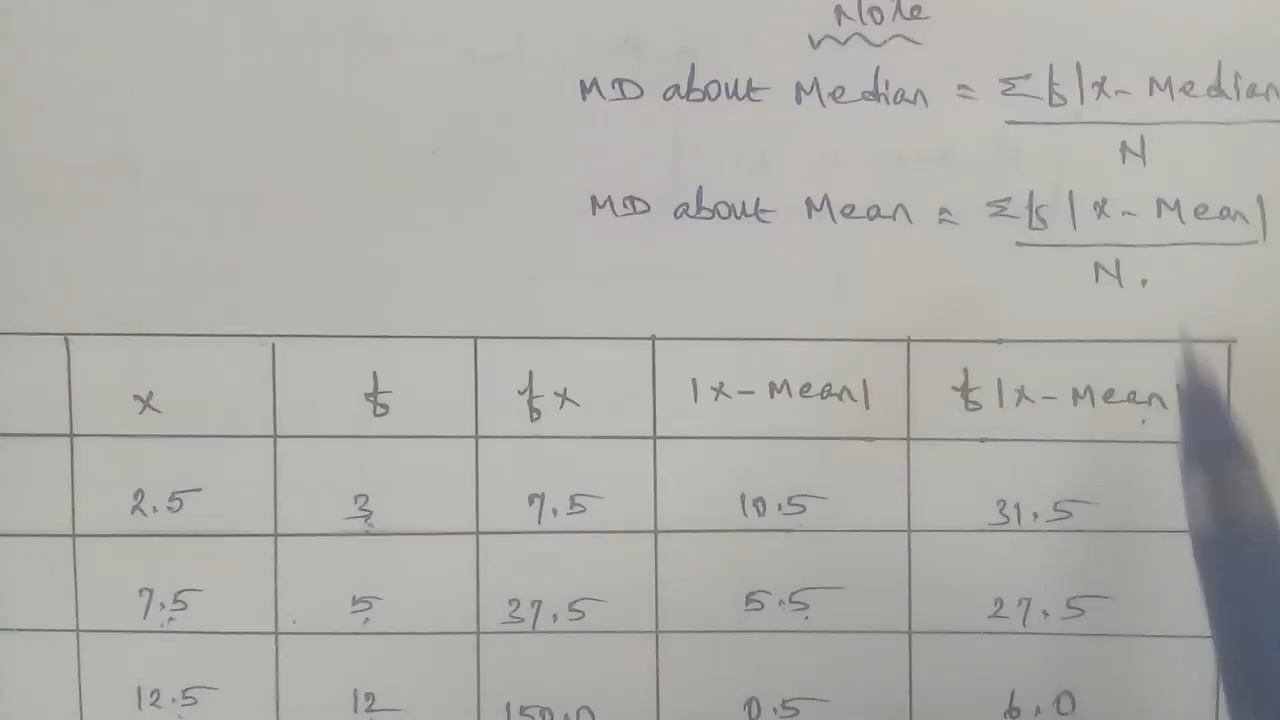 Note
MD about Median = Σf|x - Median
N
MD about Mean = Σf|x - Mean|
N.
x f fx |x-Mean| f|x-Mean
2.5 3 7.5 10.5 31.5
7.5 5 37.5 5.5 27.5
12.5 12 150.0 0.5 6.0